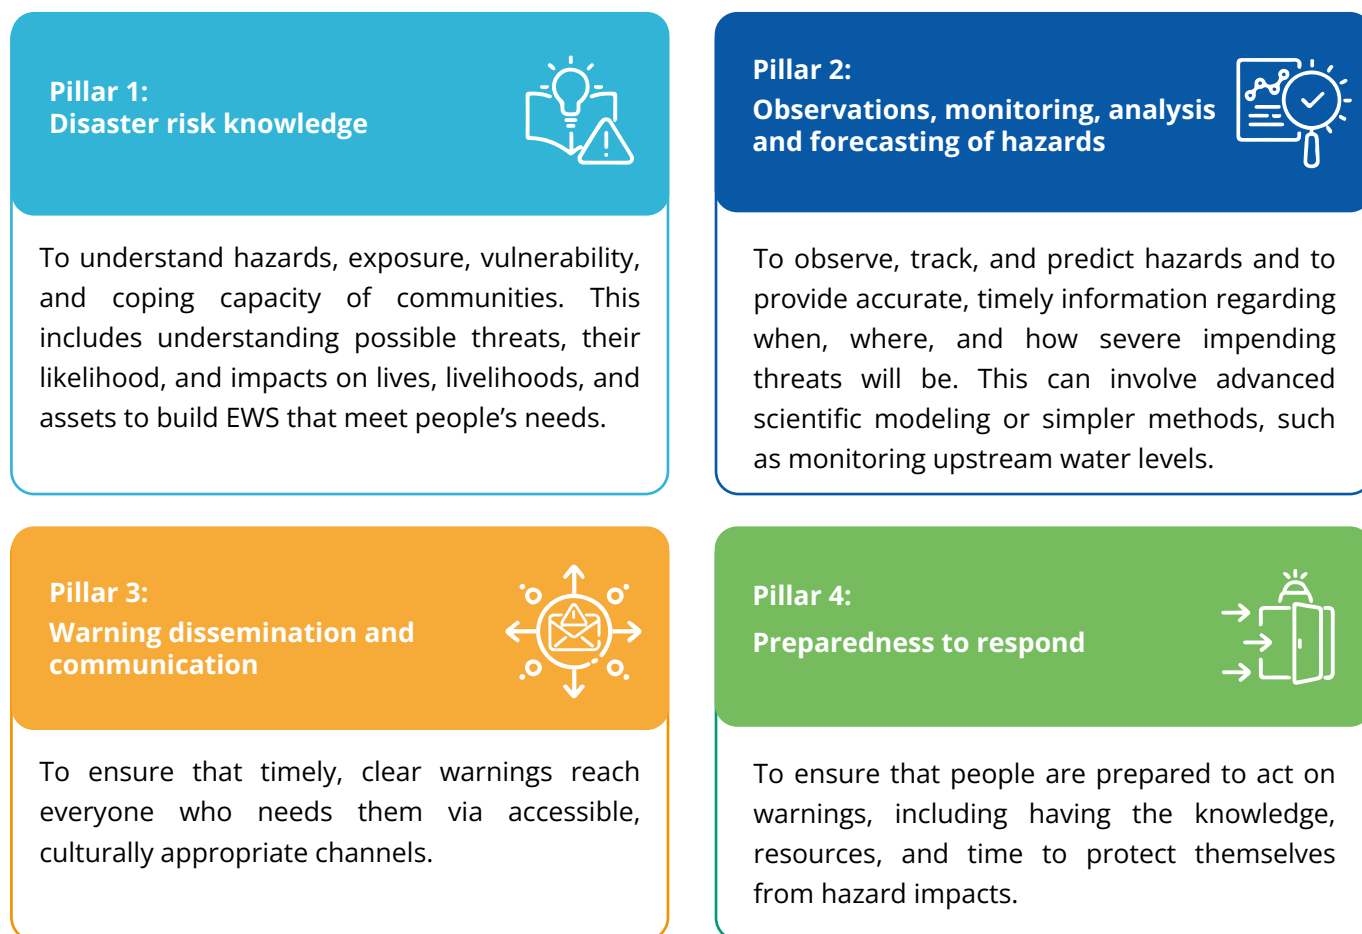 Pillar 1:
Disaster risk knowledge
To understand hazards, exposure, vulnerability,
and coping capacity of communities. This
includes understanding possible threats, their
likelihood, and impacts on lives, livelihoods, and
assets to build EWS that meet people’s needs.
Pillar 2:
Observations, monitoring, analysis
and forecasting of hazards
To observe, track, and predict hazards and to
provide accurate, timely information regarding
when, where, and how severe impending
threats will be. This can involve advanced
scientific modeling or simpler methods, such
as monitoring upstream water levels.
Pillar 3:
Warning dissemination and
communication
To ensure that timely, clear warnings reach
everyone who needs them via accessible,
culturally appropriate channels.
Pillar 4:
Preparedness to respond
To ensure that people are prepared to act on
warnings, including having the knowledge,
resources, and time to protect themselves
from hazard impacts.